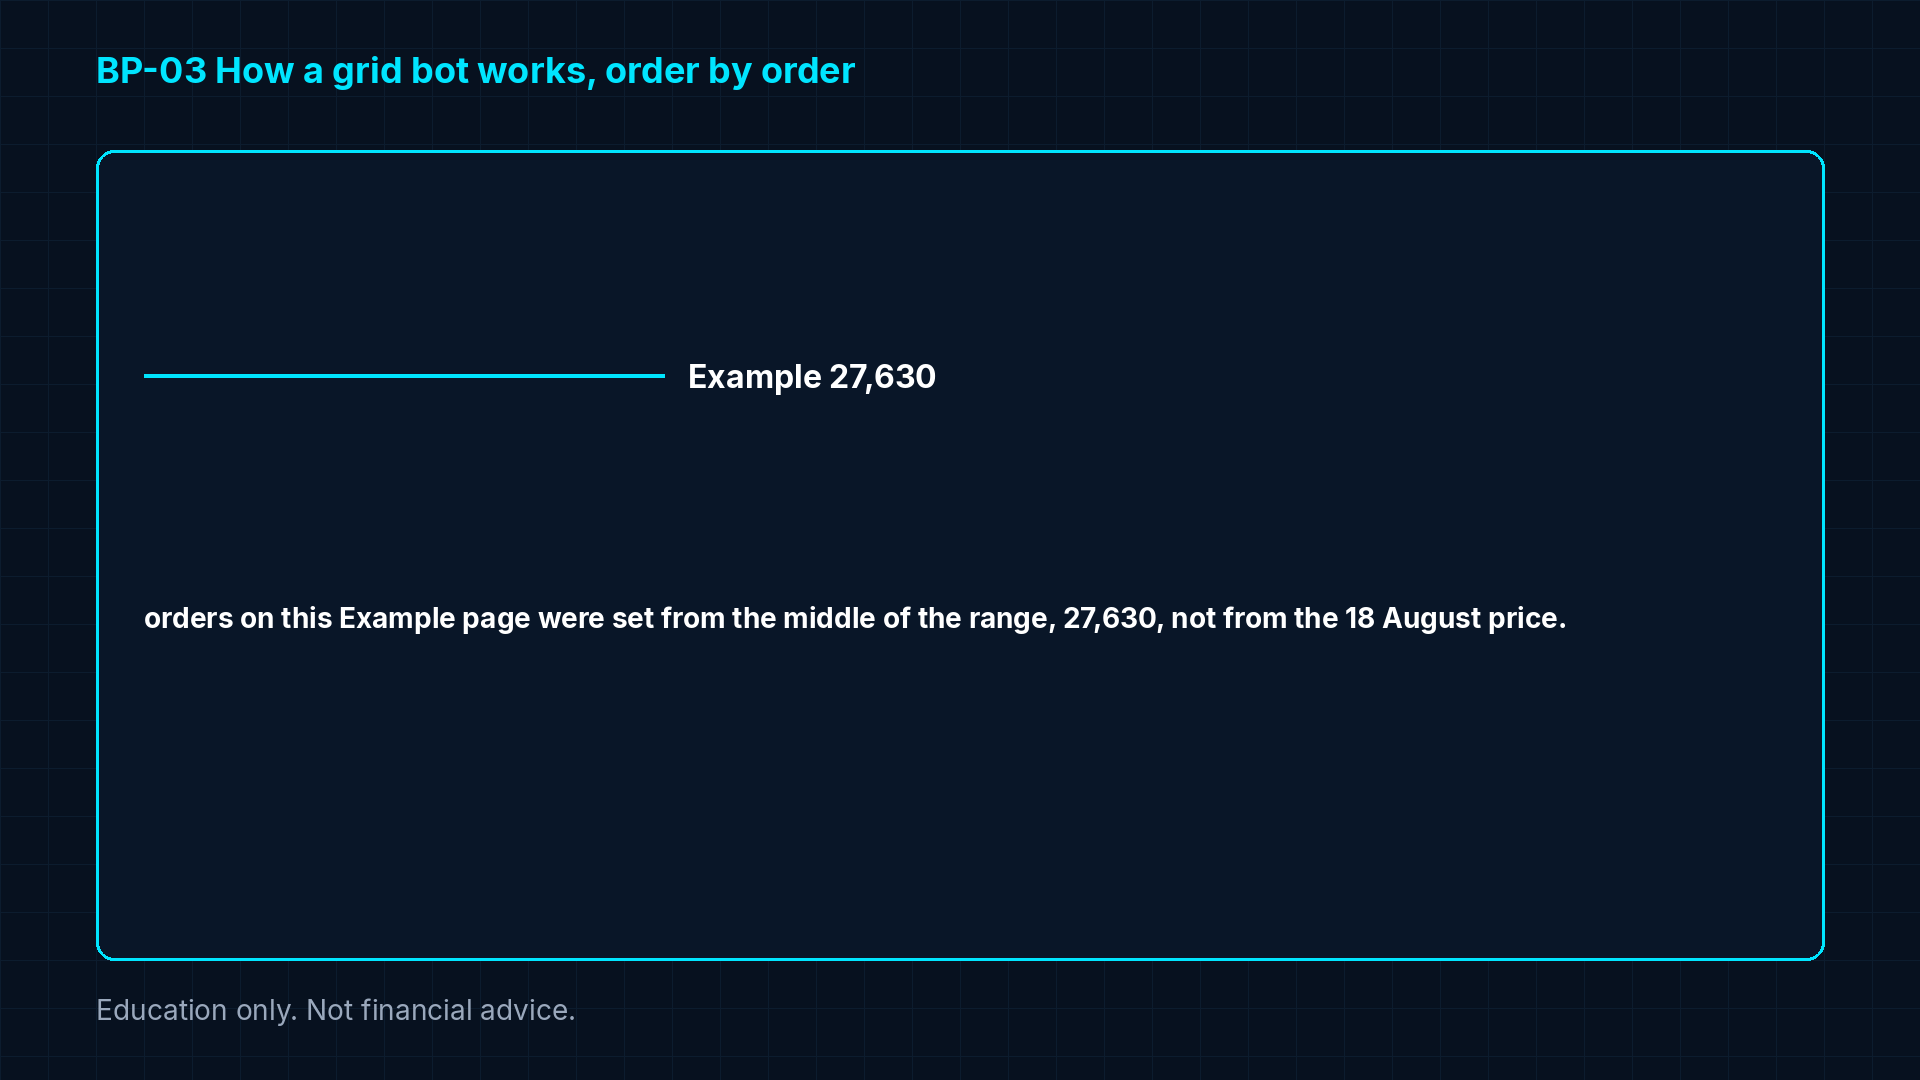 BP-03 How a grid bot works, order by order
Example 27,630
orders on this Example page were set from the middle of the range, 27,630, not from the 18 August price.
Education only. Not financial advice.